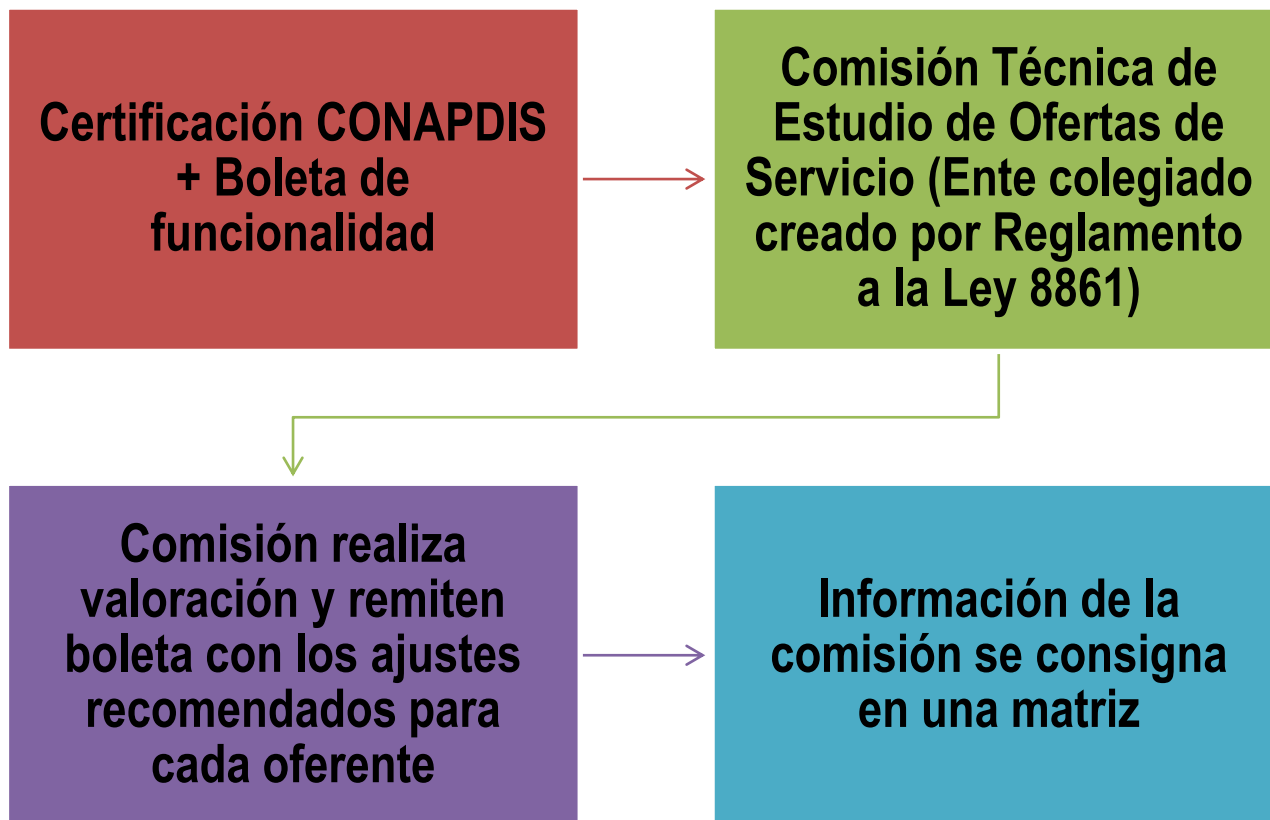 Certificación CONAPDIS
+ Boleta de
funcionalidad
Comisión Técnica de
Estudio de Ofertas de
Servicio (Ente colegiado
creado por Reglamento
a la Ley 8861)
Comisión realiza
valoración y remiten
boleta con los ajustes
recomendados para
cada oferente
Información de la
comisión se consigna
en una matriz